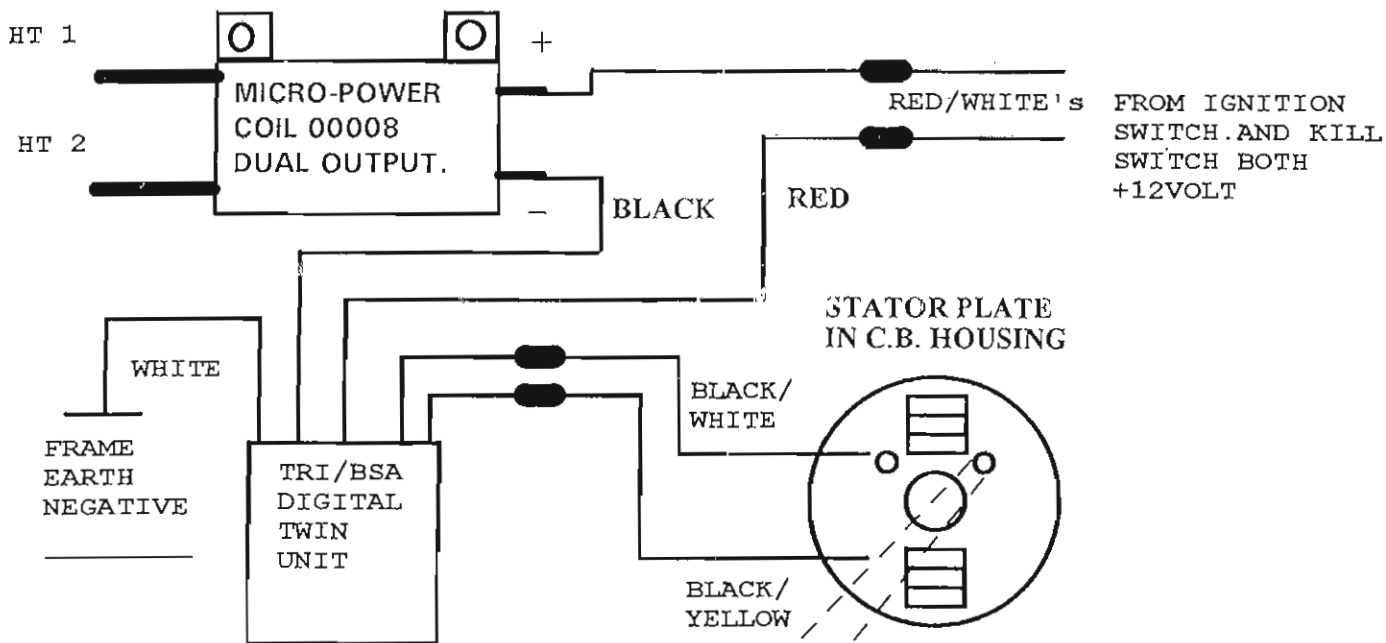 HT 1
+
MICRO-POWER
COIL 00008
DUAL OUTPUT.
HT 2
-
RED/WHITE's
FROM IGNITION
SWITCH.AND KILL
SWITCH BOTH
+12VOLT
BLACK
RED
STATOR PLATE
IN C.B. HOUSING
WHITE
BLACK/
WHITE
FRAME
EARTH
NEGATIVE
TRI/BSA
DIGITAL
TWIN
UNIT
BLACK/
YELLOW